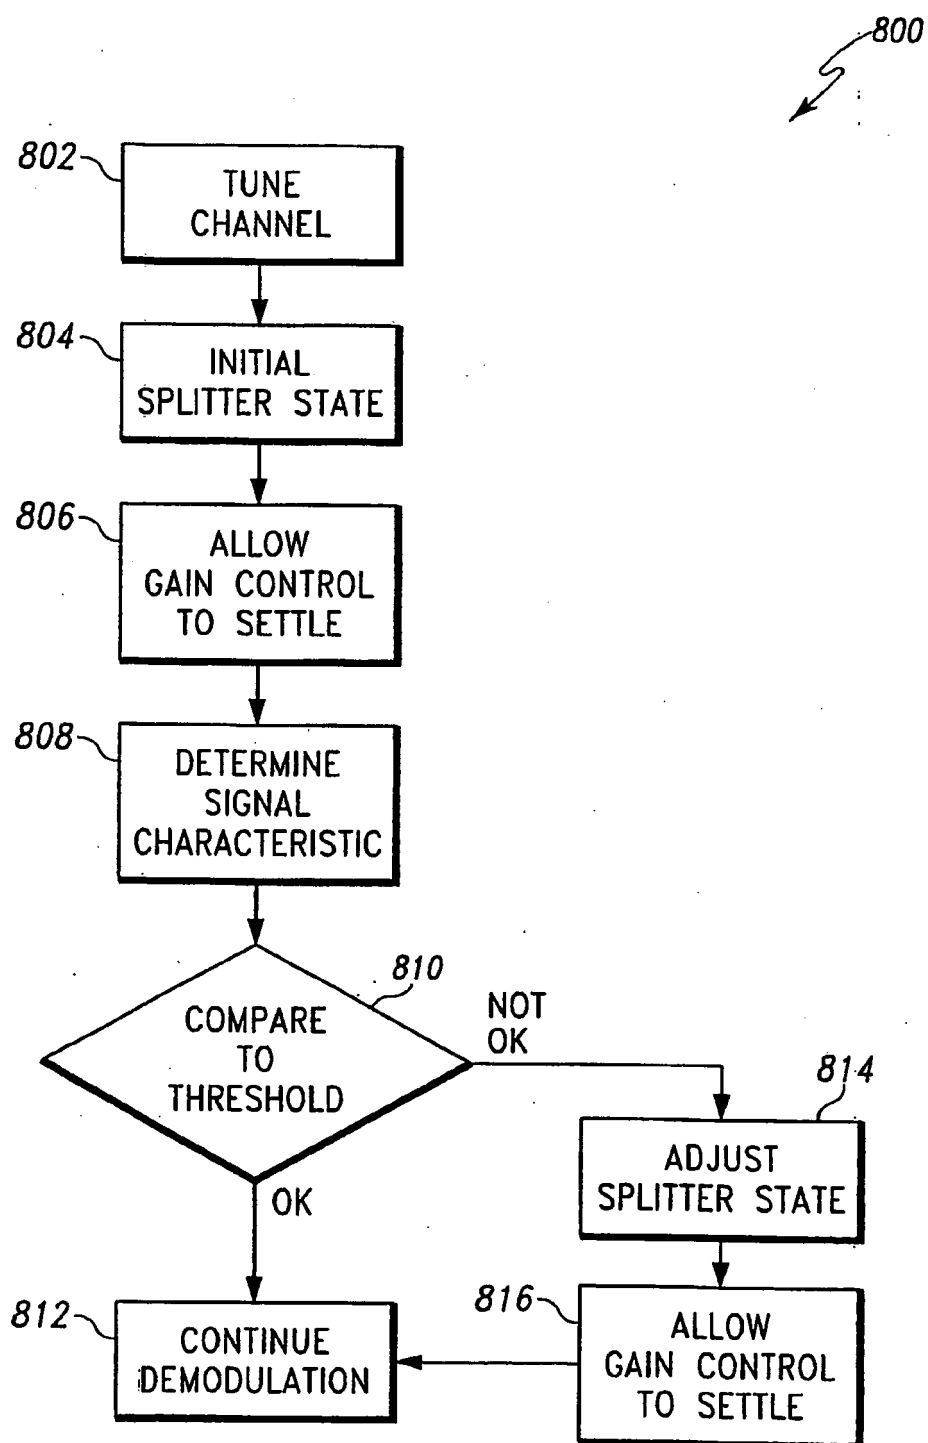 800
802
TUNE
CHANNEL
804
INITIAL
SPLITTER STATE
806
ALLOW
GAIN CONTROL
TO SETTLE
808
DETERMINE
SIGNAL
CHARACTERISTIC
810
COMPARE
TO
THRESHOLD
NOT
OK
OK
814
ADJUST
SPLITTER STATE
812
CONTINUE
DEMODULATION
816
ALLOW
GAIN CONTROL
TO SETTLE